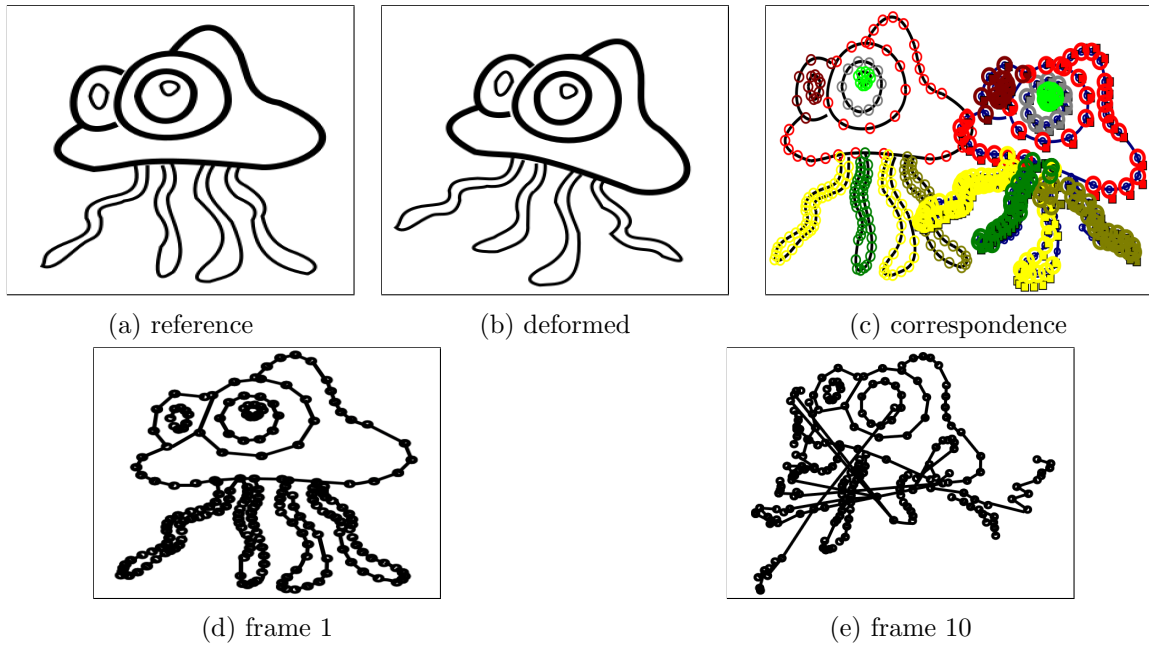 (a) reference
(b) deformed
(c) correspondence
(d) frame 1
(e) frame 10